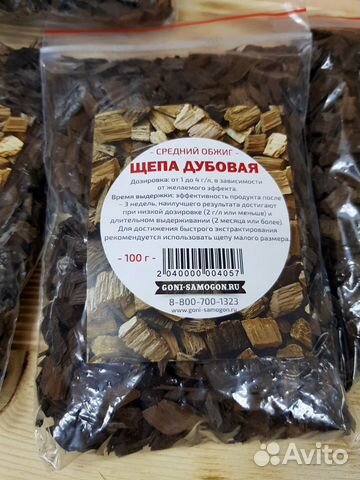 - СРЕДНИЙ ОБЖИГ -
ЩЕПА ДУБОВАЯ
Дозировка: от 1 до 4 г/л, в зависимости
от желаемого эффекта.
Время выдержки: эффективность продукта после
3 недель, наилучшего результата достигают
при низкой дозировке (2 г/л или меньше) и
длительном выдерживании (2 месяца или более).
Для достижения быстрого экстрагирования
рекомендуется использовать щепу малого размера.
- 100 г -
2 040000 004057
GONI-SAMOGON.RU
8-800-700-1323
www.goni-samogon.ru
Avito